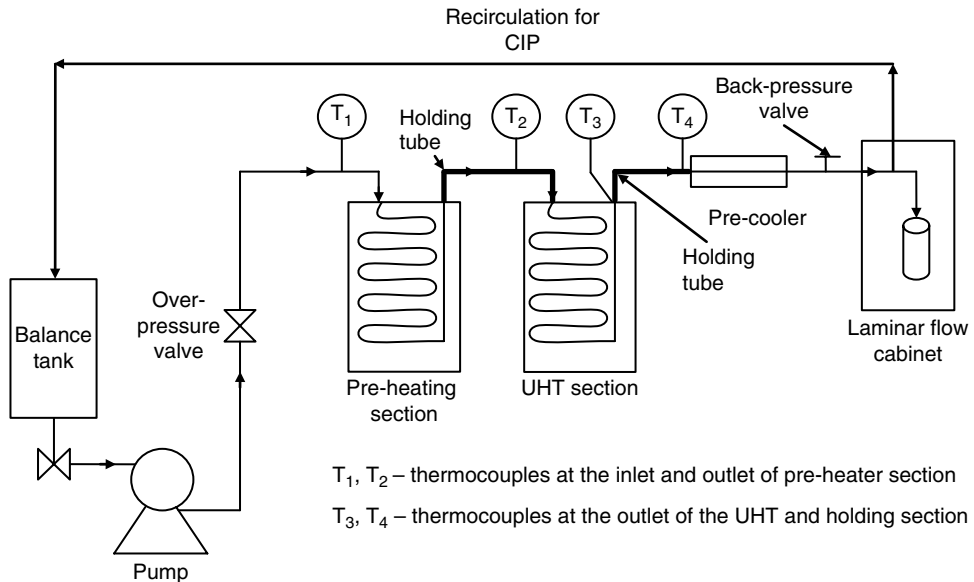 Recirculation for
CIP
Back-pressure
valve
T1
Holding
tube
T2
T3
T4
Pre-cooler
Holding
tube
Over-
pressure
valve
Balance
tank
Laminar flow
cabinet
Pre-heating
section
UHT section
T1, T2 – thermocouples at the inlet and outlet of pre-heater section
T3, T4 – thermocouples at the outlet of the UHT and holding section
Pump